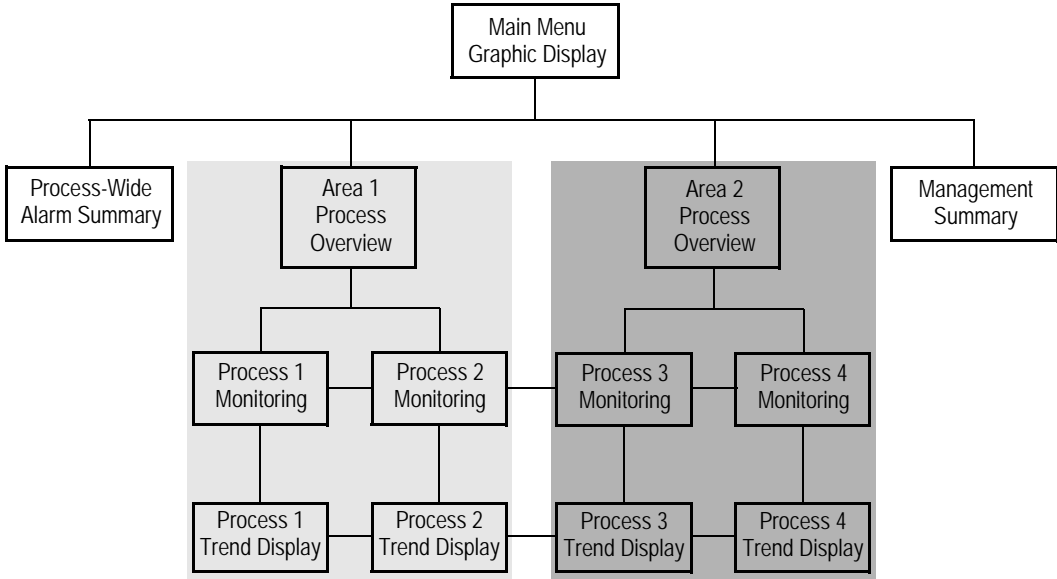 Main Menu
Graphic Display
Process-Wide
Alarm Summary
Area 1
Process
Overview
Area 2
Process
Overview
Management
Summary
Process 1
Monitoring
Process 2
Monitoring
Process 3
Monitoring
Process 4
Monitoring
Process 1
Trend Display
Process 2
Trend Display
Process 3
Trend Display
Process 4
Trend Display